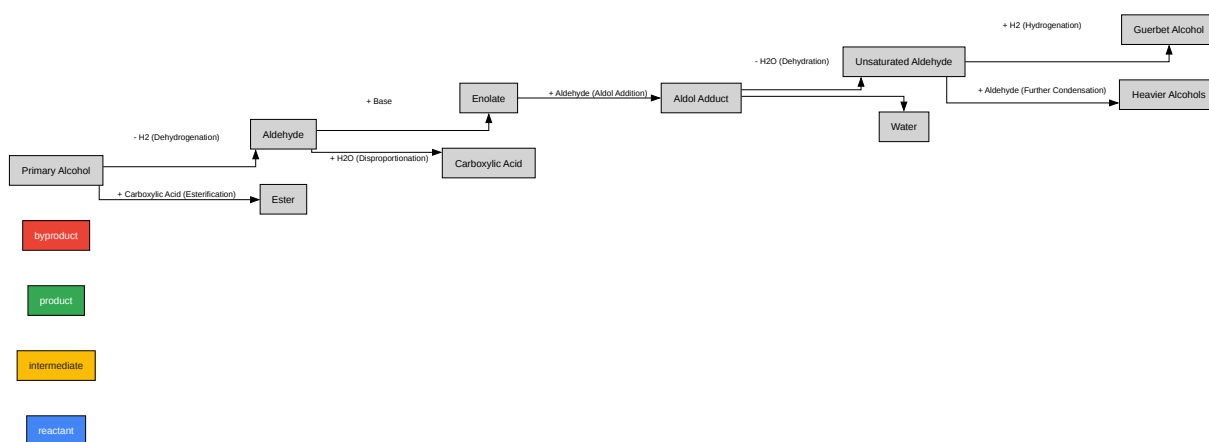 + H2 (Hydrogenation)
Guerbet Alcohol
- H2O (Dehydration)
Unsaturated Aldehyde
+ Aldehyde (Further Condensation)
Heavier Alcohols
+ Base
Enolate
+ Aldehyde (Aldol Addition)
Aldol Adduct
Water
- H2 (Dehydrogenation)
Aldehyde
+ H2O (Disproportionation)
Carboxylic Acid
Primary Alcohol
+ Carboxylic Acid (Esterification)
Ester
byproduct
product
intermediate
reactant